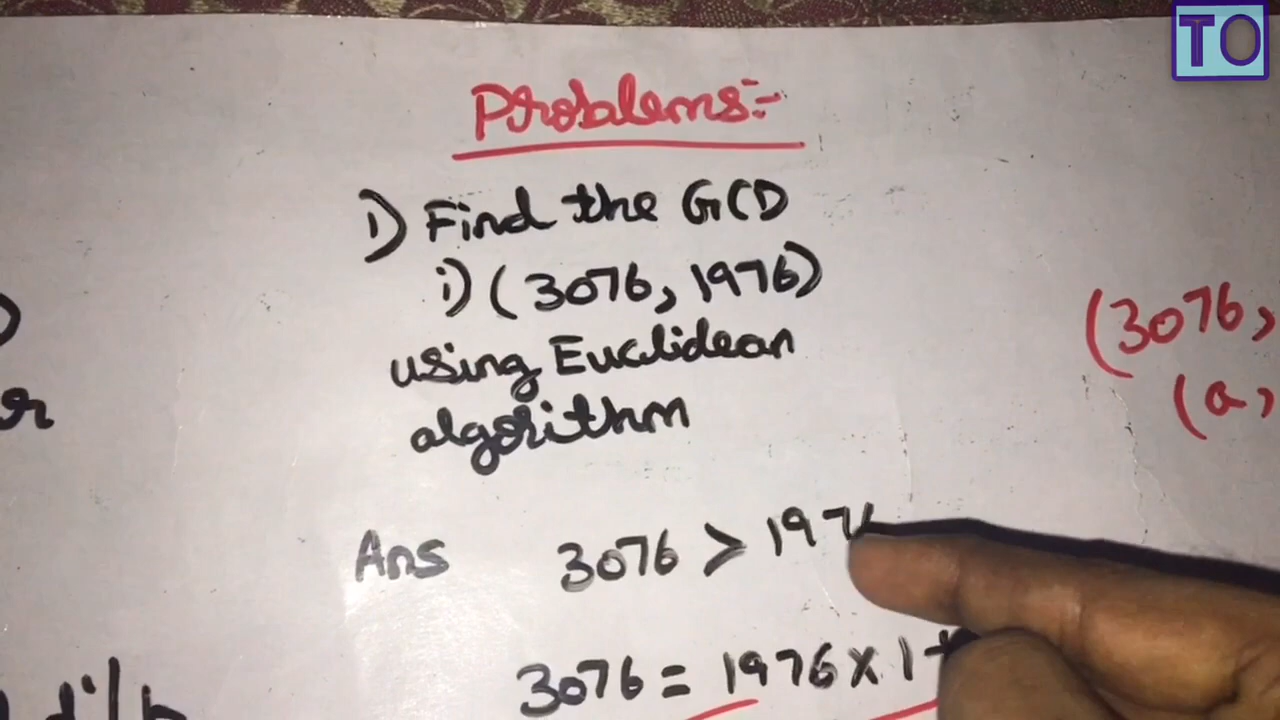 TO
Problems:-
1) Find the GCD
i) (3076, 1976)
using Euclidean
algorithm
(3076,
(a,
Ans 3076 > 197
3076 = 1976 × 1 +